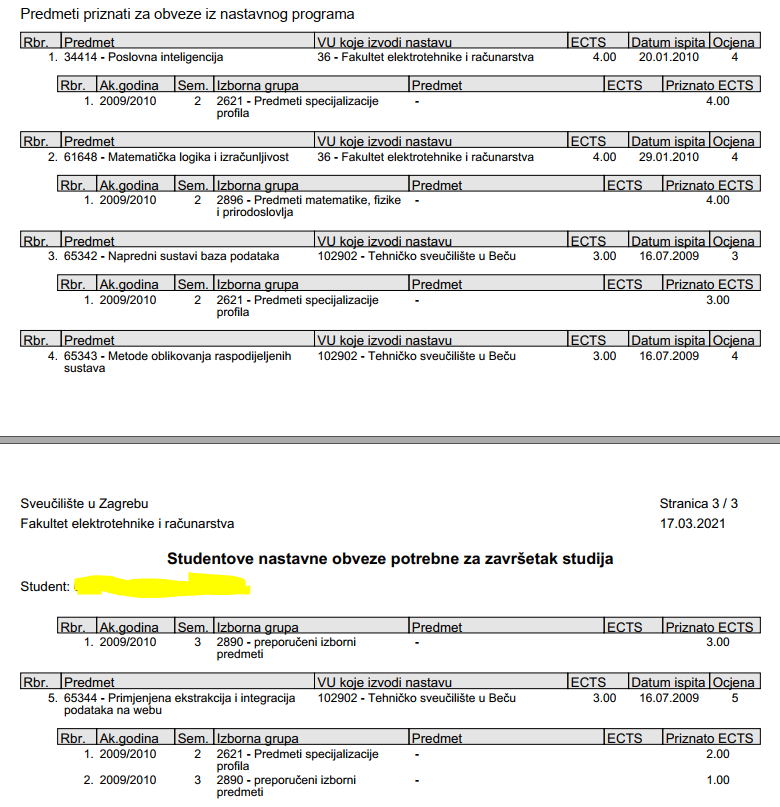 Predmeti priznati za obveze iz nastavnog programa
Rbr. Predmet VU koje izvodi nastavu ECTS Datum ispita Ocjena
1. 34414 - Poslovna inteligencija 36 - Fakultet elektrotehnike i računarstva 4.00 20.01.2010 4
Rbr. Ak.godina Sem. Izborna grupa Predmet ECTS Priznato ECTS
1. 2009/2010 2 2621 - Predmeti specijalizacije - 4.00
profila
Rbr. Predmet VU koje izvodi nastavu ECTS Datum ispita Ocjena
2. 61648 - Matematička logika i izračunljivost 36 - Fakultet elektrotehnike i računarstva 4.00 29.01.2010 4
Rbr. Ak.godina Sem. Izborna grupa Predmet ECTS Priznato ECTS
1. 2009/2010 2 2896 - Predmeti matematike, fizike - 4.00
i prirodoslovlja
Rbr. Predmet VU koje izvodi nastavu ECTS Datum ispita Ocjena
3. 65342 - Napredni sustavi baza podataka 102902 - Tehničko sveučilište u Beču 3.00 16.07.2009 3
Rbr. Ak.godina Sem. Izborna grupa Predmet ECTS Priznato ECTS
1. 2009/2010 2 2621 - Predmeti specijalizacije - 3.00
profila
Rbr. Predmet VU koje izvodi nastavu ECTS Datum ispita Ocjena
4. 65343 - Metode oblikovanja raspodijeljenih 102902 - Tehničko sveučilište u Beču 3.00 16.07.2009 4
sustava
Sveučilište u Zagrebu Stranica 3 / 3
Fakultet elektrotehnike i računarstva 17.03.2021
Studentove nastavne obveze potrebne za završetak studija
Student:
Rbr. Ak.godina Sem. Izborna grupa Predmet ECTS Priznato ECTS
1. 2009/2010 3 2890 - preporučeni izborni - 3.00
predmeti
Rbr. Predmet VU koje izvodi nastavu ECTS Datum ispita Ocjena
5. 65344 - Primjenjena ekstrakcija i integracija 102902 - Tehničko sveučilište u Beču 3.00 16.07.2009 5
podataka na webu
Rbr. Ak.godina Sem. Izborna grupa Predmet ECTS Priznato ECTS
1. 2009/2010 2 2621 - Predmeti specijalizacije - 2.00
profila
2. 2009/2010 3 2890 - preporučeni izborni - 1.00
predmeti